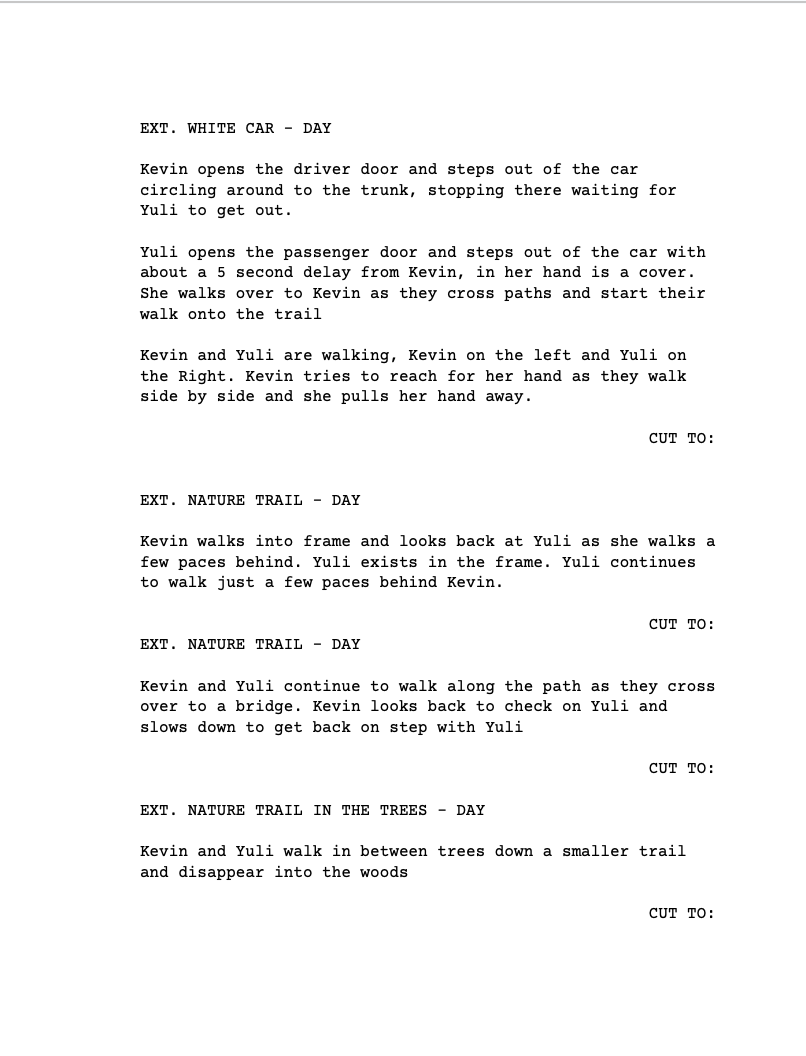 EXT. WHITE CAR - DAY
Kevin opens the driver door and steps out of the car
circling around to the trunk, stopping there waiting for
Yuli to get out.
Yuli opens the passenger door and steps out of the car with
about a 5 second delay from Kevin, in her hand is a cover.
She walks over to Kevin as they cross paths and start their
walk onto the trail
Kevin and Yuli are walking, Kevin on the left and Yuli on
the Right. Kevin tries to reach for her hand as they walk
side by side and she pulls her hand away.
CUT TO:
EXT. NATURE TRAIL - DAY
Kevin walks into frame and looks back at Yuli as she walks a
few paces behind. Yuli exists in the frame. Yuli continues
to walk just a few paces behind Kevin.
CUT TO:
EXT. NATURE TRAIL - DAY
Kevin and Yuli continue to walk along the path as they cross
over to a bridge. Kevin looks back to check on Yuli and
slows down to get back on step with Yuli
CUT TO:
EXT. NATURE TRAIL IN THE TREES - DAY
Kevin and Yuli walk in between trees down a smaller trail
and disappear into the woods
CUT TO: